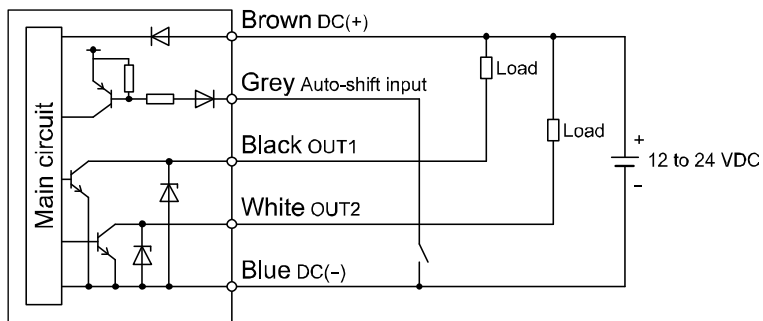 Brown DC(+)
Load
Grey Auto-shift input
Load
Main circuit
Black OUT1
+
12 to 24 VDC
−
White OUT2
Blue DC(−)